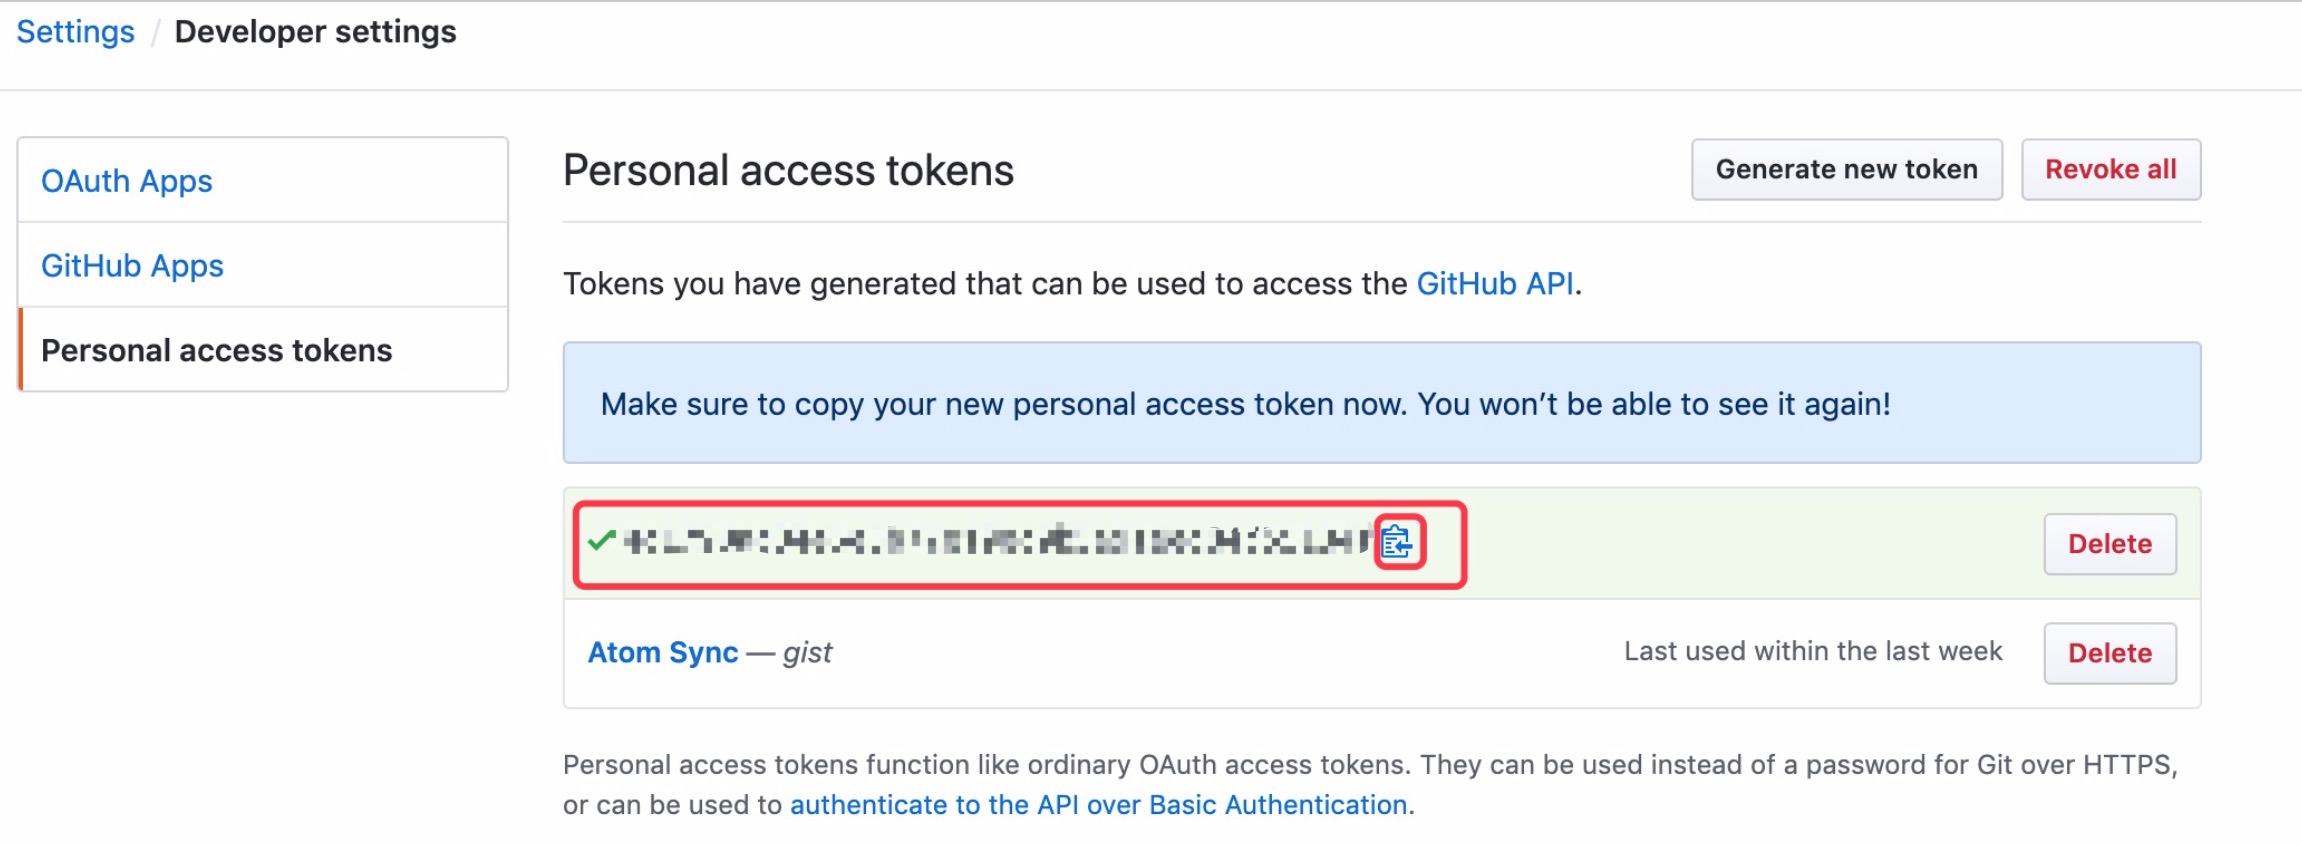 Settings / Developer settings
OAuth Apps
GitHub Apps
Personal access tokens
Personal access tokens
Generate new token
Revoke all
Tokens you have generated that can be used to access the GitHub API.
Make sure to copy your new personal access token now. You won’t be able to see it again!
Delete
Atom Sync — gist
Last used within the last week
Delete
Personal access tokens function like ordinary OAuth access tokens. They can be used instead of a password for Git over HTTPS,
or can be used to authenticate to the API over Basic Authentication.